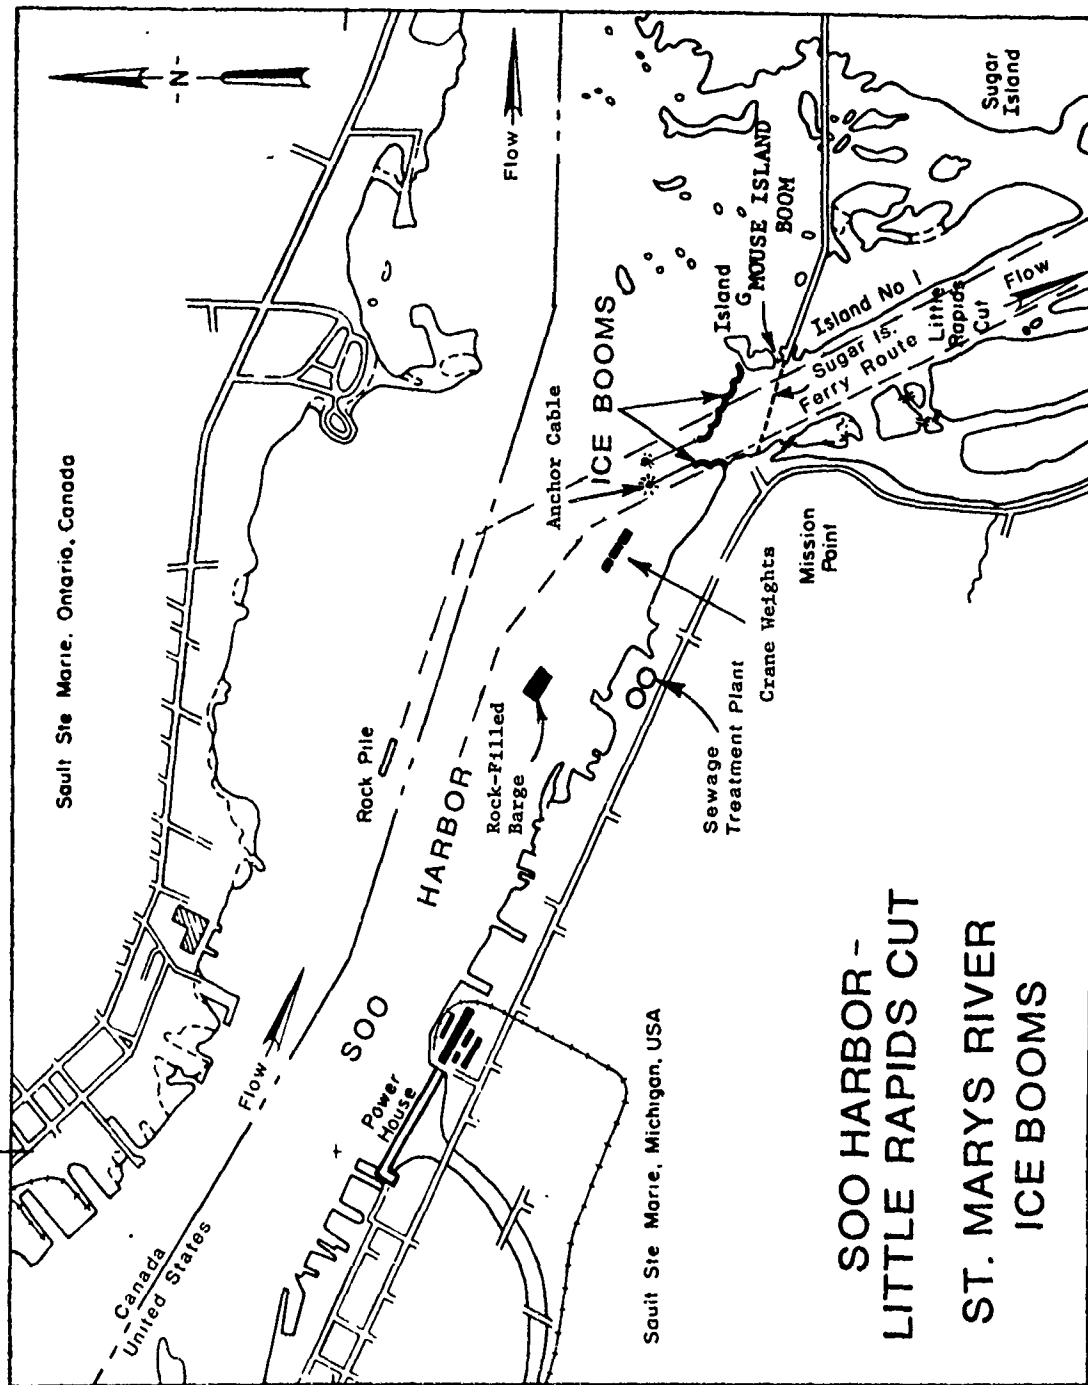 Sault Ste Marie, Ontario, Canada
-N-
Canada
United States
Flow
Flow
SOO
HARBOR
Rock Pile
Power
House
Rock-Filled
Barge
Anchor Cable
ICE BOOMS
Island
G
MOUSE ISLAND
BOOM
Sugar
Island
Island No 1
Sugar Is.
Ferry Route
Little
Rapids
Cut
Flow
Mission
Point
Crane Weights
Sewage
Treatment Plant
Sault Ste Marie, Michigan, USA
SOO HARBOR-
LITTLE RAPIDS CUT
ST. MARYS RIVER
ICE BOOMS